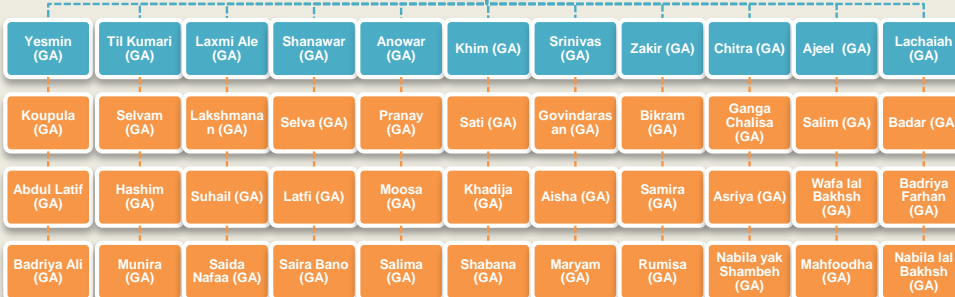 Yesmin
(GA)
Til Kumari
(GA)
Laxmi Ale
(GA)
Shanawar
(GA)
Anowar
(GA)
Khim (GA)
Srinivas
(GA)
Zakir (GA)
Chitra (GA)
Ajeel (GA)
Lachaiah
(GA)
Koupula
(GA)
Selvam
(GA)
Lakshmana
n (GA)
Selva (GA)
Pranay
(GA)
Sati (GA)
Govindaras
an (GA)
Bikram
(GA)
Ganga
Chalisa
(GA)
Salim (GA)
Badar (GA)
Abdul Latif
(GA)
Hashim
(GA)
Suhail (GA)
Latfi (GA)
Moosa
(GA)
Khadija
(GA)
Aisha (GA)
Samira
(GA)
Asriya (GA)
Wafa lal
Bakhsh
(GA)
Badriya
Farhan
(GA)
Badriya Ali
(GA)
Munira
(GA)
Saida
Nafaa (GA)
Saira Bano
(GA)
Salima
(GA)
Shabana
(GA)
Maryam
(GA)
Rumisa
(GA)
Nabila yak
Shambeh
(GA)
Mahfoodha
(GA)
Nabila lal
Bakhsh
(GA)